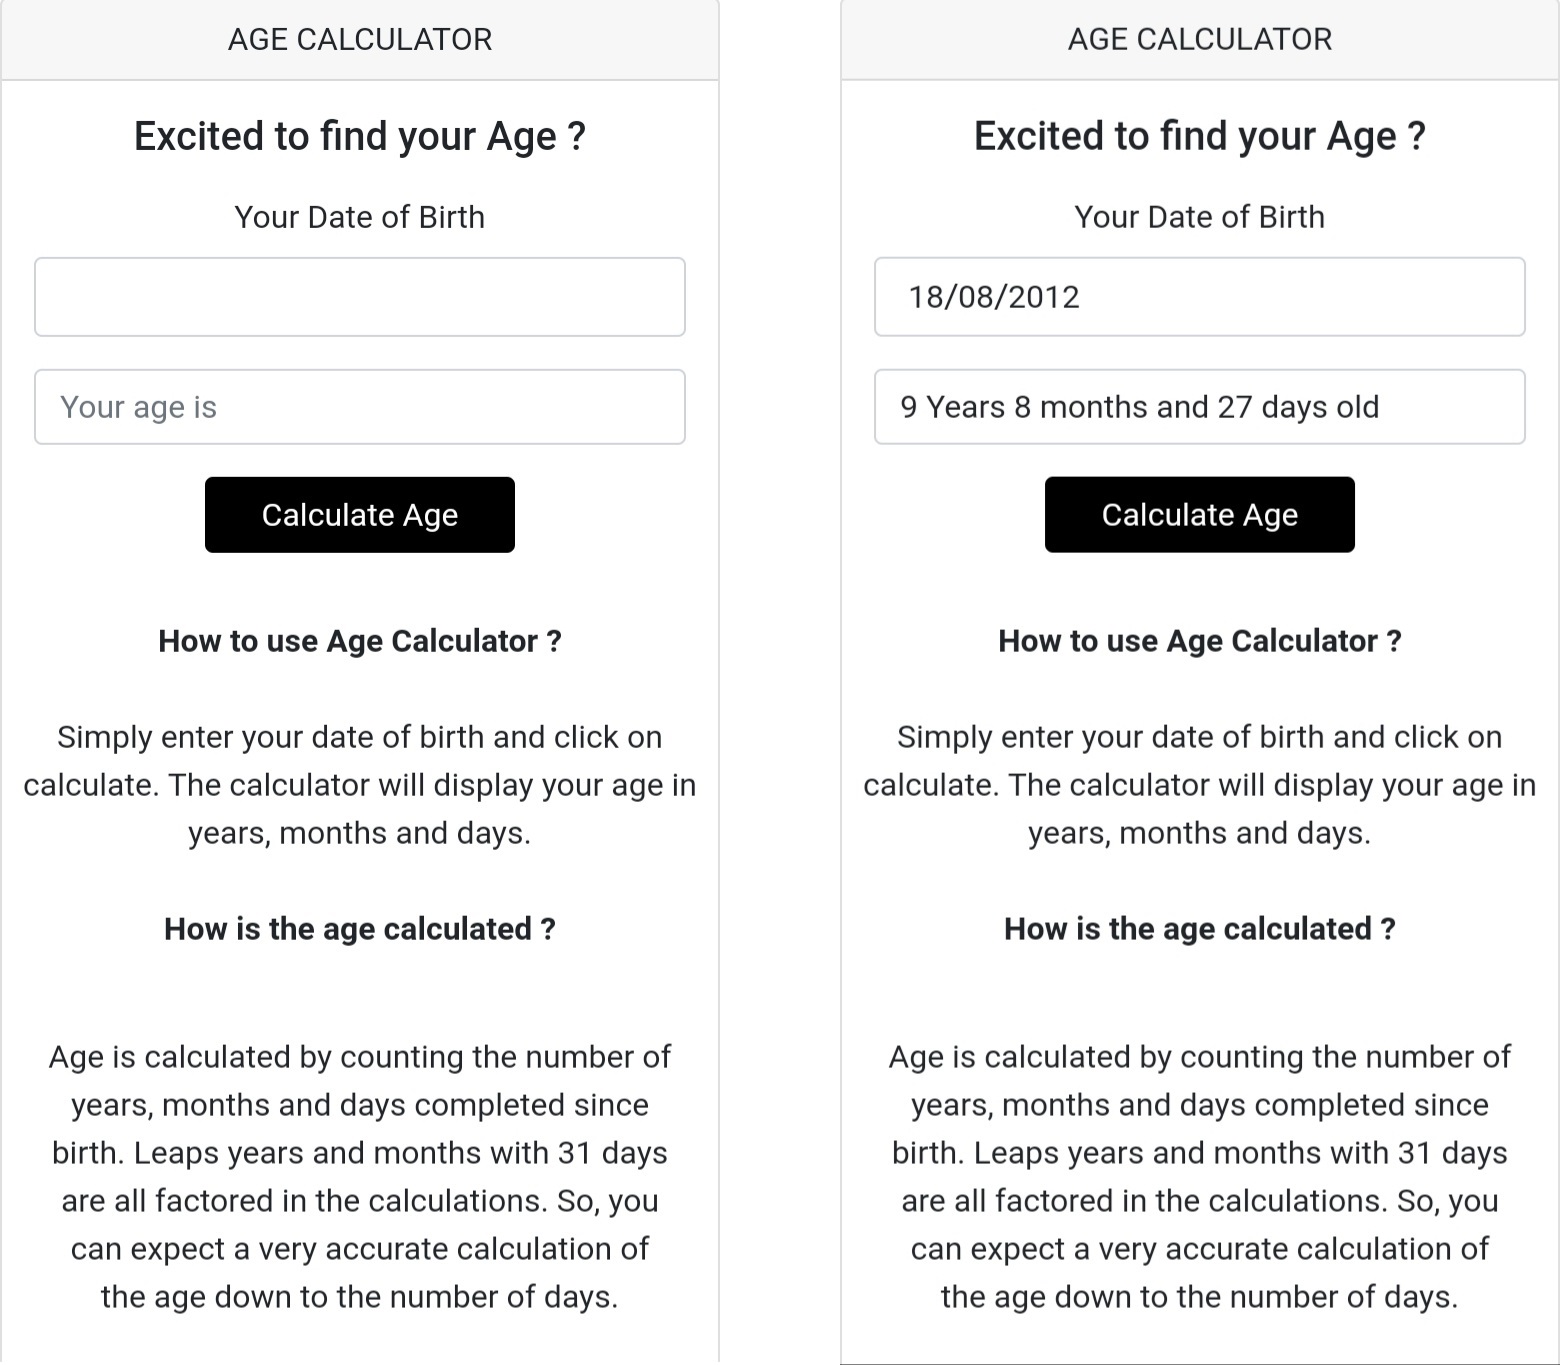 AGE CALCULATOR
Excited to find your Age ?
Your Date of Birth
Your age is
Calculate Age
How to use Age Calculator ?
Simply enter your date of birth and click on
calculate. The calculator will display your age in
years, months and days.
How is the age calculated ?
Age is calculated by counting the number of
years, months and days completed since
birth. Leaps years and months with 31 days
are all factored in the calculations. So, you
can expect a very accurate calculation of
the age down to the number of days.
AGE CALCULATOR
Excited to find your Age ?
Your Date of Birth
18/08/2012
9 Years 8 months and 27 days old
Calculate Age
How to use Age Calculator ?
Simply enter your date of birth and click on
calculate. The calculator will display your age in
years, months and days.
How is the age calculated ?
Age is calculated by counting the number of
years, months and days completed since
birth. Leaps years and months with 31 days
are all factored in the calculations. So, you
can expect a very accurate calculation of
the age down to the number of days.